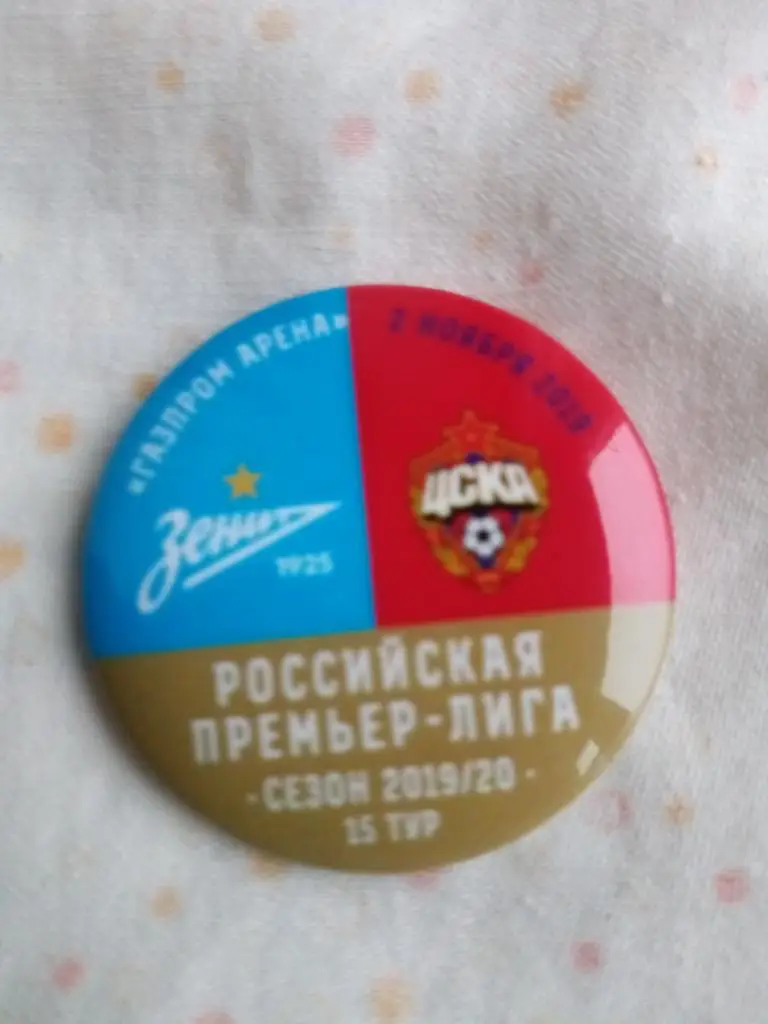 «ГАЗПРОМ АРЕНА»
2 НОЯБРЯ 2019
Зенит
1925
ЦСКА
РОССИЙСКАЯ
ПРЕМЬЕР-ЛИГА
- СЕЗОН 2019/20 -
15 ТУР